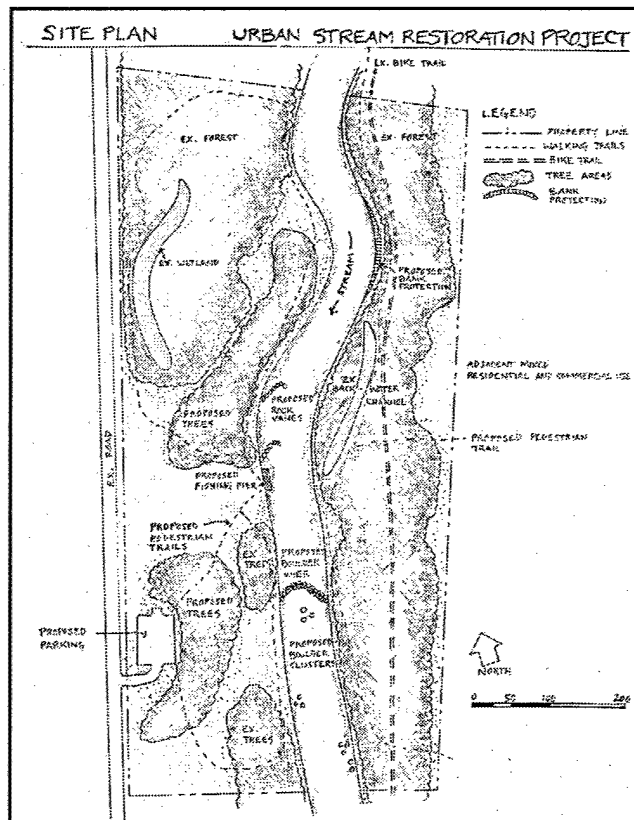 SITE PLAN
URBAN STREAM RESTORATION PROJECT
EX. BIKE TRAIL
LEGEND
PROPERTY LINE
WALKING TRAILS
BIKE TRAIL
TREE AREAS
BANK
PROTECTION
EX. FOREST
EX. FOREST
EX. WETLAND
STREAM
PROPOSED
BANK
PROTECTION
ADJACENT MIXED
RESIDENTIAL AND COMMERCIAL USE
EX.
BACK
WATER
CHANNEL
PROPOSED
ROCK
VANES
PROPOSED
TREES
PROPOSED PEDESTRIAN
TRAIL
PROPOSED
FISHING PIER
EX. ROAD
PROPOSED
PEDESTRIAN
TRAILS
EX.
TREES
PROPOSED
BOULDER
PROPOSED
TREES
PROPOSED
PARKING
PROPOSED
BOULDER
CLUSTERS
EX.
TREES
NORTH
0 50 100 200